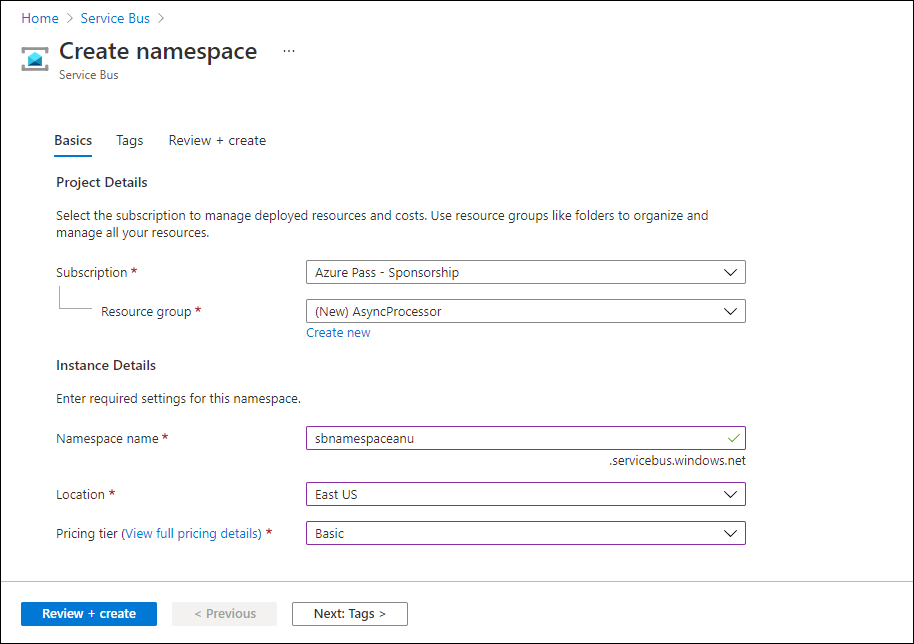 Home > Service Bus >
Create namespace ...
Service Bus
Basics Tags Review + create
Project Details
Select the subscription to manage deployed resources and costs. Use resource groups like folders to organize and
manage all your resources.
Subscription * Azure Pass - Sponsorship
Resource group * (New) AsyncProcessor
Create new
Instance Details
Enter required settings for this namespace.
Namespace name * sbnamespaceanu
.servicebus.windows.net
Location * East US
Pricing tier (View full pricing details) * Basic
Review + create < Previous Next: Tags >